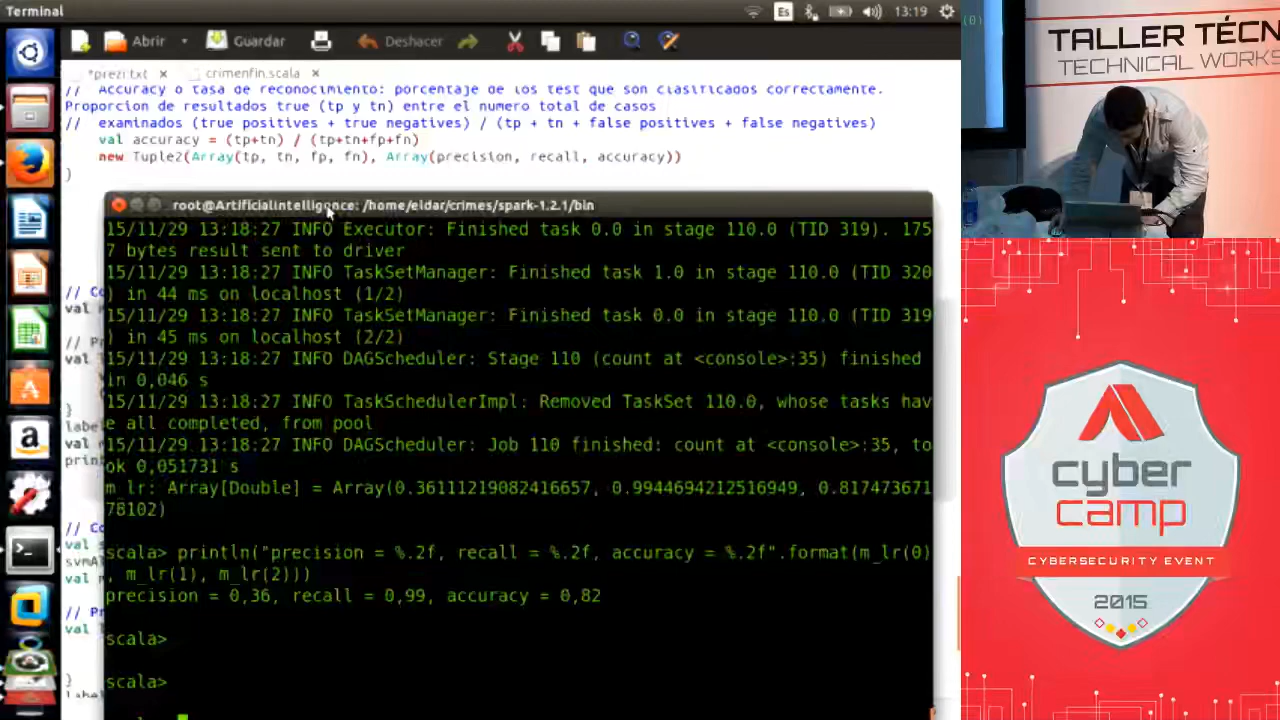 Terminal
Es
13:19
Abrir
Guardar
Deshacer
*prezi.txt
crimenfin.scala
// Accuracy o tasa de reconocimiento: porcentaje de los test que son clasificados correctamente.
Proporcion de resultados true (tp y tn) entre el numero total de casos
// examinados (true positives + true negatives) / (tp + tn + false positives + false negatives)
val accuracy = (tp+tn) / (tp+tn+fp+fn)
new Tuple2(Array(tp, tn, fp, fn), Array(precision, recall, accuracy))
}
root@ArtificialIntelligence: /home/eldar/crimes/spark-1.2.1/bin
15/11/29 13:18:27 INFO Executor: Finished task 0.0 in stage 110.0 (TID 319). 175
7 bytes result sent to driver
15/11/29 13:18:27 INFO TaskSetManager: Finished task 1.0 in stage 110.0 (TID 320
) in 44 ms on localhost (1/2)
15/11/29 13:18:27 INFO TaskSetManager: Finished task 0.0 in stage 110.0 (TID 319
) in 45 ms on localhost (2/2)
15/11/29 13:18:27 INFO DAGScheduler: Stage 110 (count at <console>:35) finished
in 0,046 s
15/11/29 13:18:27 INFO TaskSchedulerImpl: Removed TaskSet 110.0, whose tasks hav
e all completed, from pool
15/11/29 13:18:27 INFO DAGScheduler: Job 110 finished: count at <console>:35, to
ok 0,051731 s
m_lr: Array[Double] = Array(0.36111219082416657, 0.9944694212516949, 0.817473671
78102)
scala> println("precision = %.2f, recall = %.2f, accuracy = %.2f".format(m_lr(0)
, m_lr(1), m_lr(2)))
precision = 0,36, recall = 0,99, accuracy = 0,82
scala>
scala>
// Co
val
// P
val
}
label
val
prin
// Co
val s
svmAl
val m
// Pr
val l
}
TALLER TÉCN
TECHNICAL WORKS
cyber
camp
CYBERSECURITY EVENT
2015